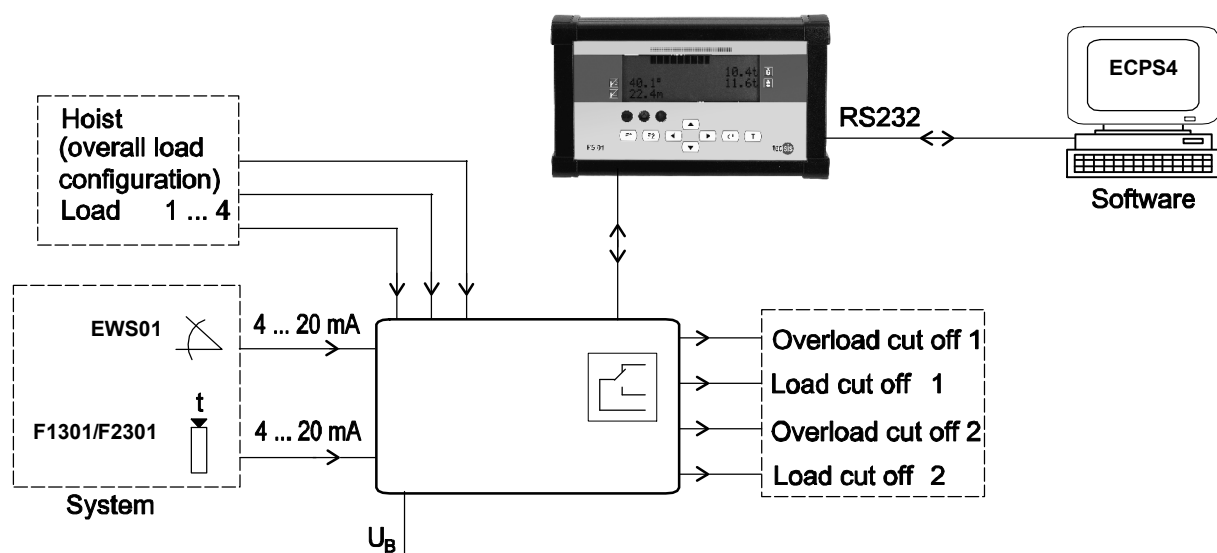 ECPS4
10.4t
40.1°
11.6t
22.4m
Hoist
(overall load
configuration)
Load 1 ... 4
RS232
F1 F2 T
Software
EWS01
4 ... 20 mA
Overload cut off 1
Load cut off 1
t
F1301/F2301
4 ... 20 mA
Overload cut off 2
Load cut off 2
System
UB